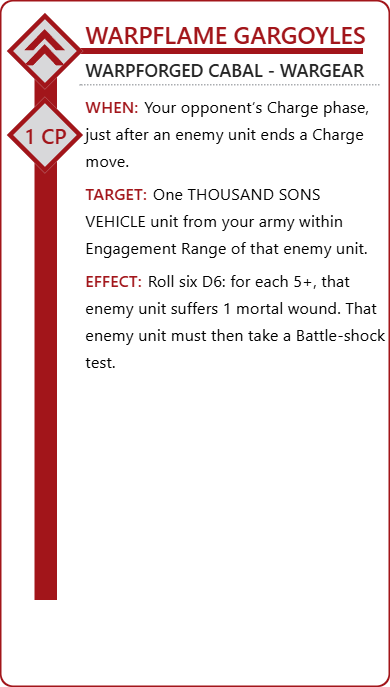 WARPFLAME GARGOYLES
WARPFORGED CABAL - WARGEAR
1 CP
WHEN: Your opponent's Charge phase,
just after an enemy unit ends a Charge
move.
TARGET: One THOUSAND SONS
VEHICLE unit from your army within
Engagement Range of that enemy unit.
EFFECT: Roll six D6: for each 5+, that
enemy unit suffers 1 mortal wound. That
enemy unit must then take a Battle-shock
test.